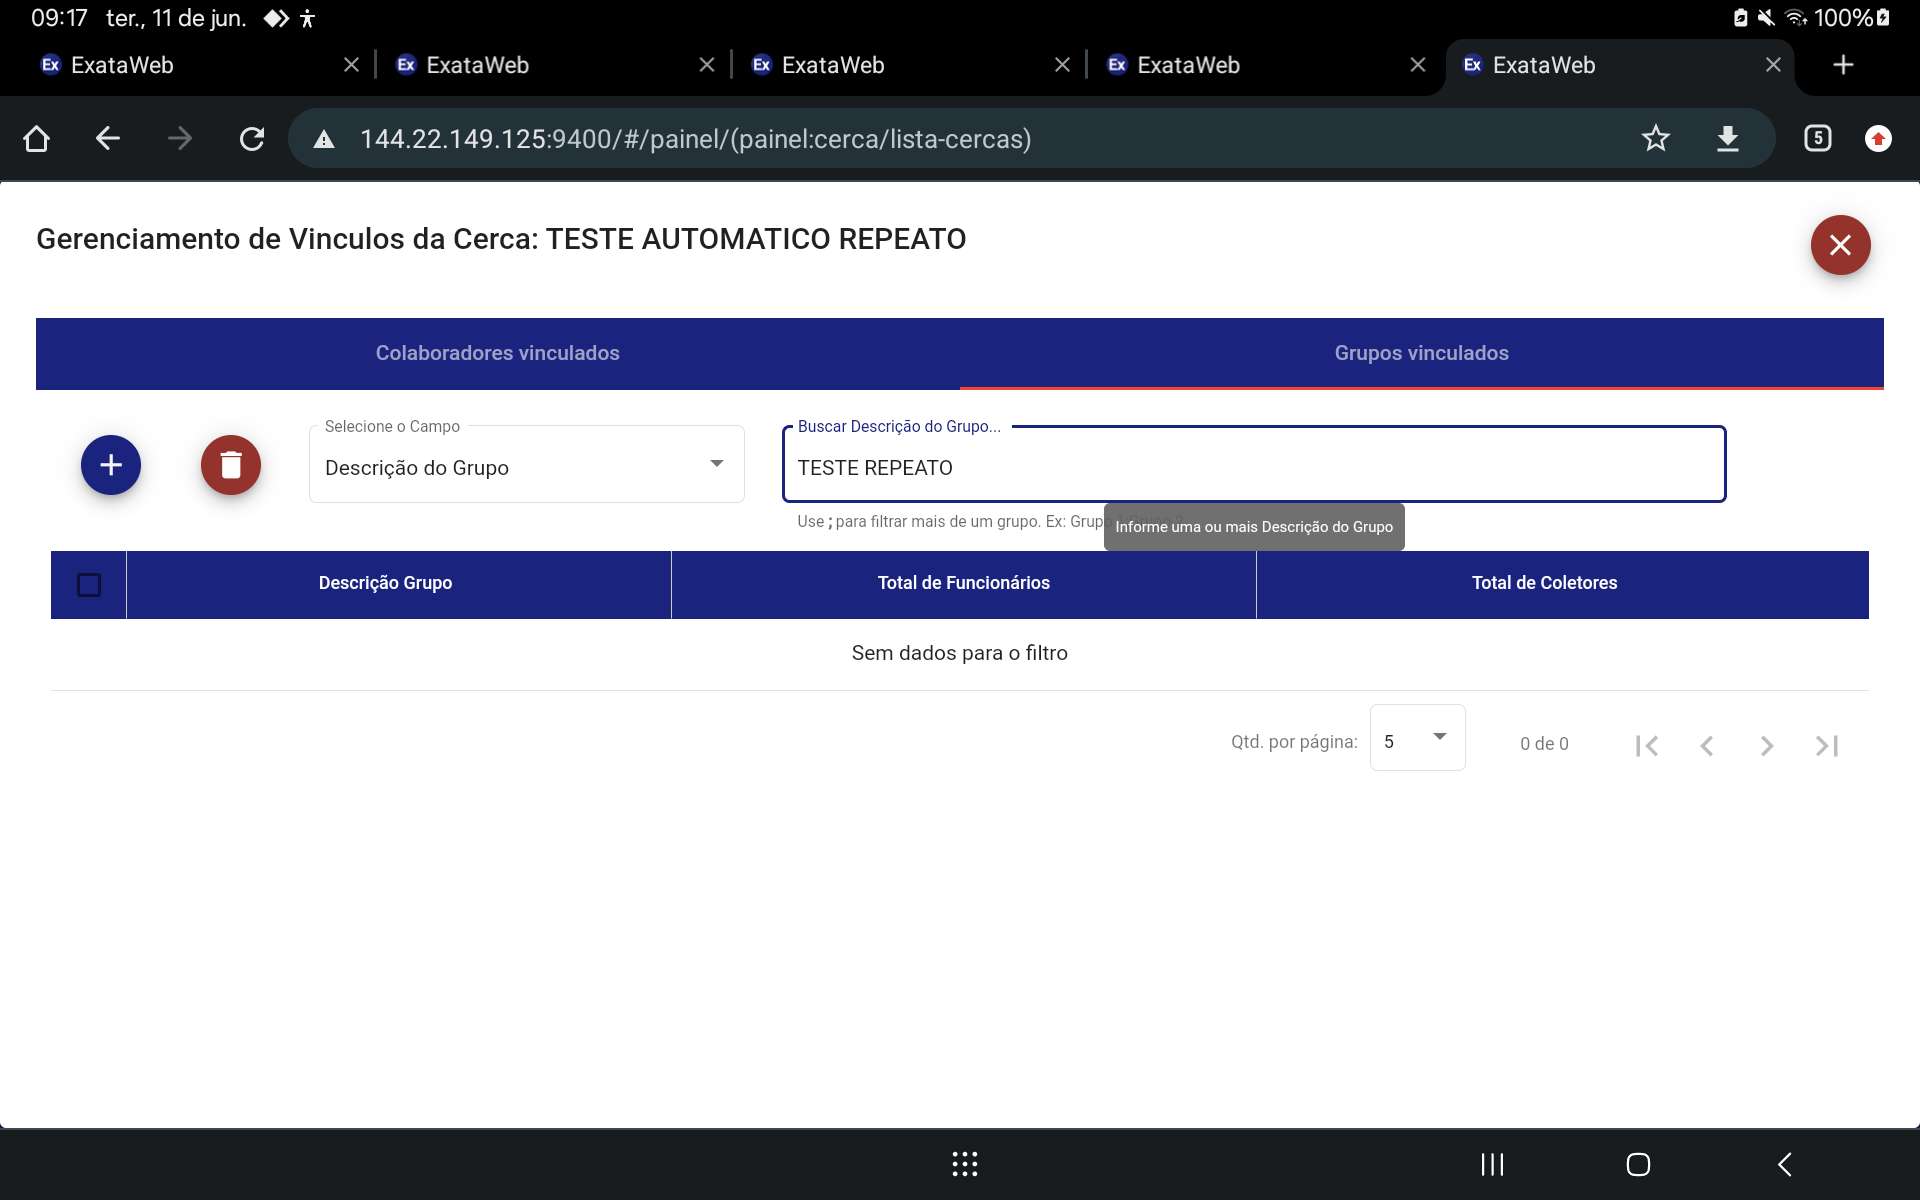 09:17 ter., 11 de jun. 100%
Ex ExataWeb Ex ExataWeb Ex ExataWeb Ex ExataWeb Ex ExataWeb
144.22.149.125:9400/#/painel/(painel:cerca/lista-cercas) 5
Gerenciamento de Vinculos da Cerca: TESTE AUTOMATICO REPEATO
Colaboradores vinculados Grupos vinculados
Selecione o Campo Buscar Descrição do Grupo...
Descrição do Grupo TESTE REPEATO
Use ; para filtrar mais de um grupo. Ex: Grupo
Informe uma ou mais Descrição do Grupo
Descrição Grupo Total de Funcionários Total de Coletores
Sem dados para o filtro
Qtd. por página: 5 0 de 0